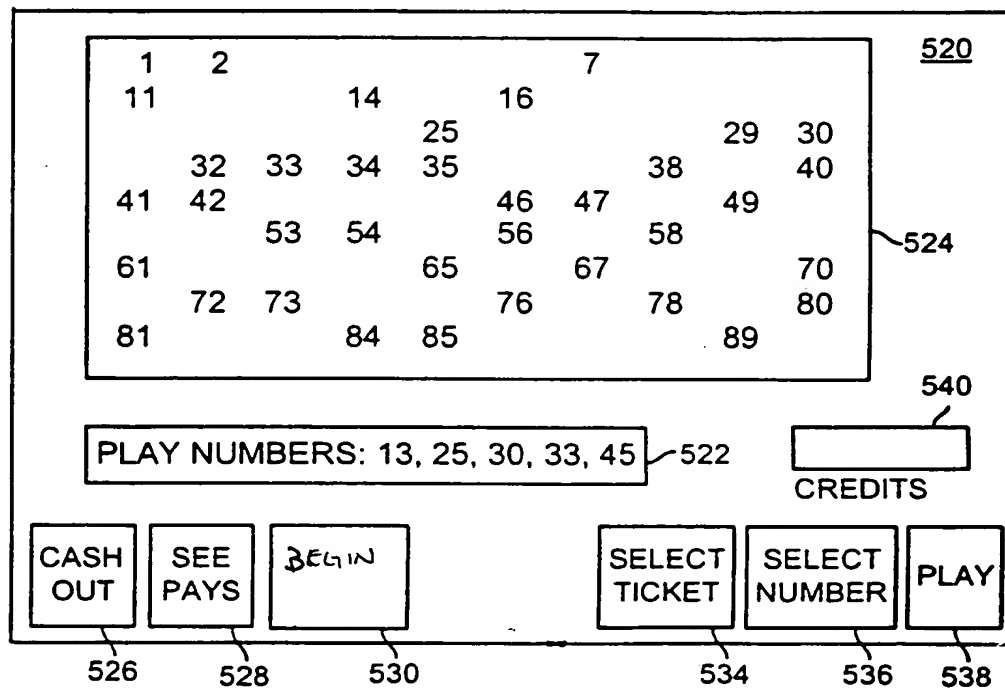 520
1 2 7
11 14 16
25 29 30
32 33 34 35 38 40
41 42 46 47 49
53 54 56 58
524
61 65 67 70
72 73 76 78 80
81 84 85 89
540
PLAY NUMBERS: 13, 25, 30, 33, 45
522
CREDITS
CASH
OUT
SEE
PAYS
BEGIN
SELECT
TICKET
SELECT
NUMBER
PLAY
526 528 530 534 536 538